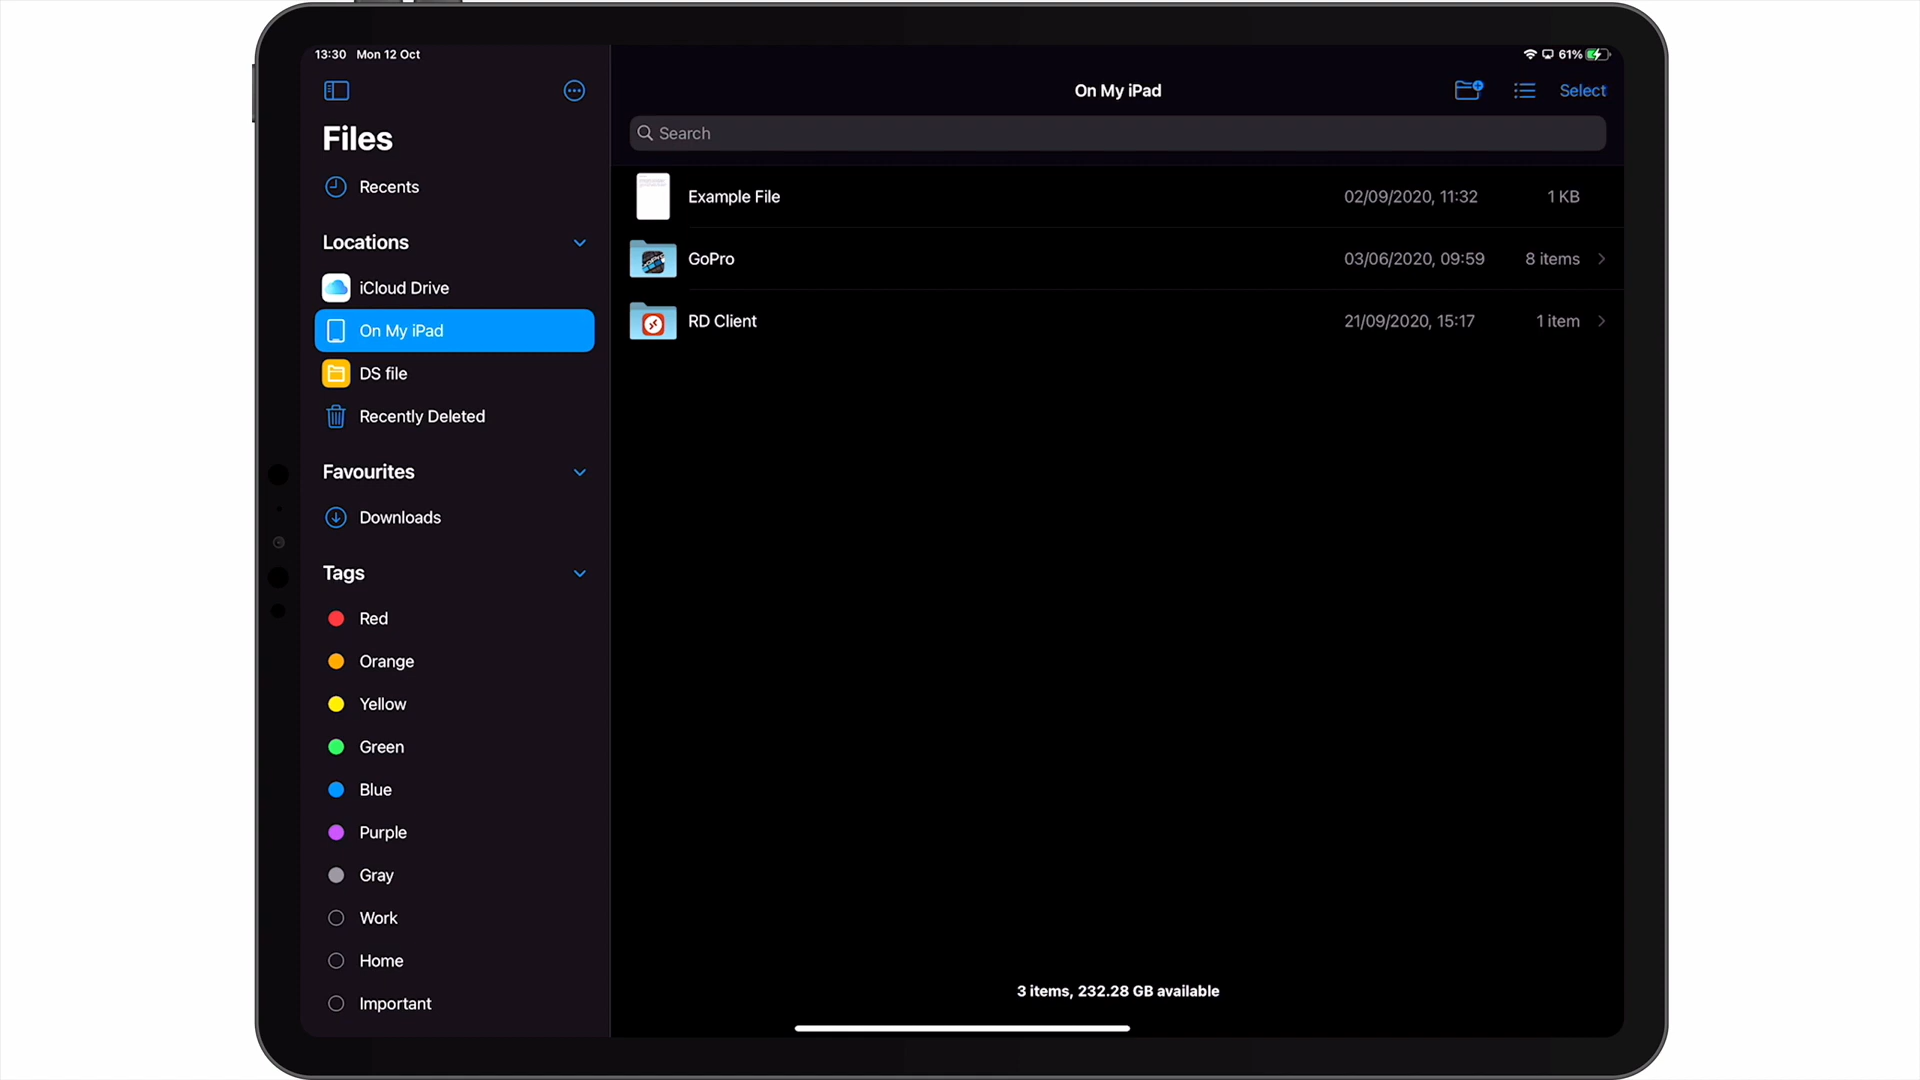 13:30 Mon 12 Oct
61%
Files
Recents
Locations
iCloud Drive
On My iPad
DS file
Recently Deleted
Favourites
Downloads
Tags
Red
Orange
Yellow
Green
Blue
Purple
Gray
Work
Home
Important
On My iPad
Select
Search
Example File 02/09/2020, 11:32 1 KB
GoPro 03/06/2020, 09:59 8 items
RD Client 21/09/2020, 15:17 1 item
3 items, 232.28 GB available